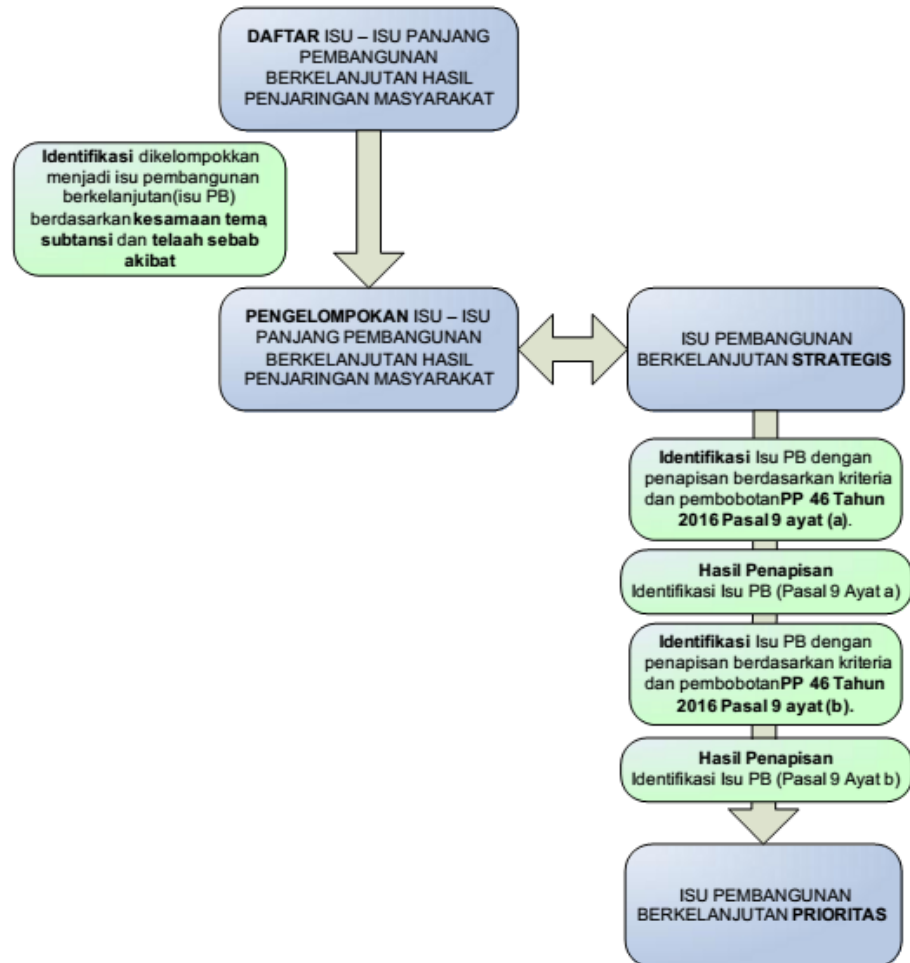 DAFTAR ISU – ISU PANJANG
PEMBANGUNAN
BERKELANJUTAN HASIL
PENJARINGAN MASYARAKAT
Identifikasi dikelompokkan
menjadi isu pembangunan
berkelanjutan(isu PB)
berdasarkan kesamaan tema,
subtansi dan telaah sebab
akibat
PENGELOMPOKAN ISU – ISU
PANJANG PEMBANGUNAN
BERKELANJUTAN HASIL
PENJARINGAN MASYARAKAT
ISU PEMBANGUNAN
BERKELANJUTAN STRATEGIS
Identifikasi Isu PB dengan
penapisan berdasarkan kriteria
dan pembobotan PP 46 Tahun
2016 Pasal 9 ayat (a).
Hasil Penapisan
Identifikasi Isu PB (Pasal 9 Ayat a)
Identifikasi Isu PB dengan
penapisan berdasarkan kriteria
dan pembobotan PP 46 Tahun
2016 Pasal 9 ayat (b).
Hasil Penapisan
Identifikasi Isu PB (Pasal 9 Ayat b)
ISU PEMBANGUNAN
BERKELANJUTAN PRIORITAS